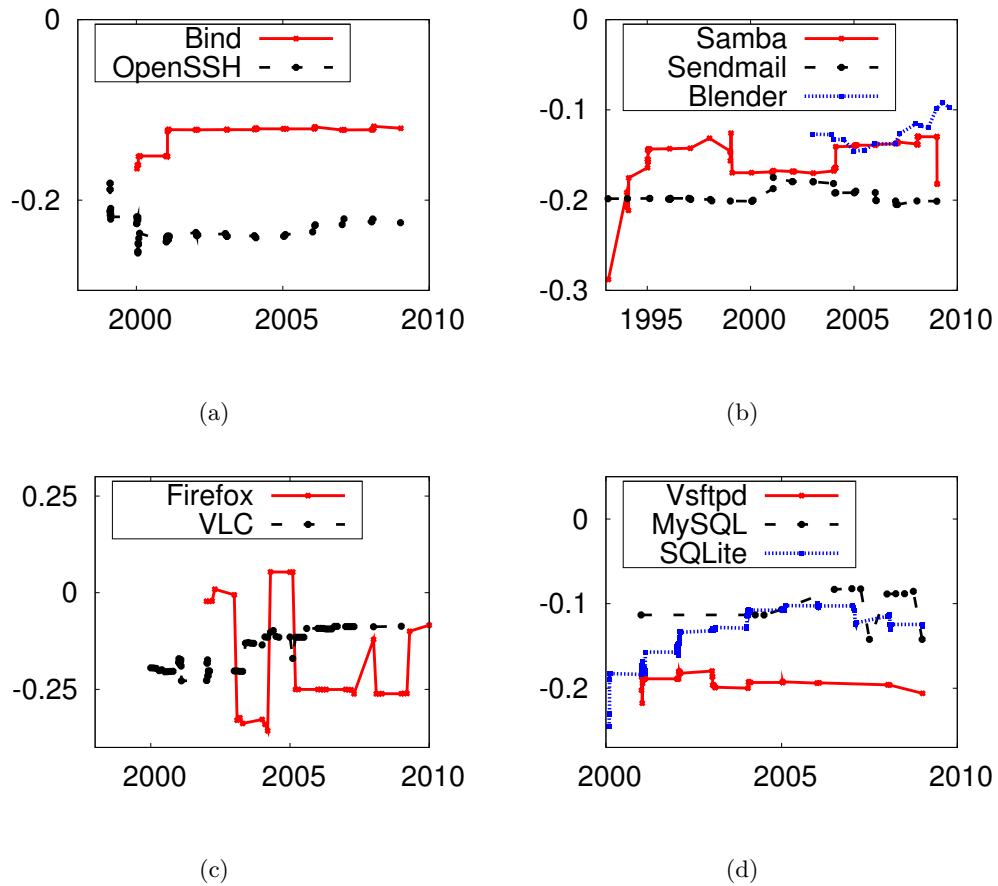 0
-0.2
2000 2005 2010
Bind
OpenSSH
(a)
0
-0.1
-0.2
-0.3
1995 2000 2005 2010
Samba
Sendmail
Blender
(b)
0.25
0
-0.25
2000 2005 2010
Firefox
VLC
(c)
0
-0.1
-0.2
2000 2005 2010
Vsftpd
MySQL
SQLite
(d)